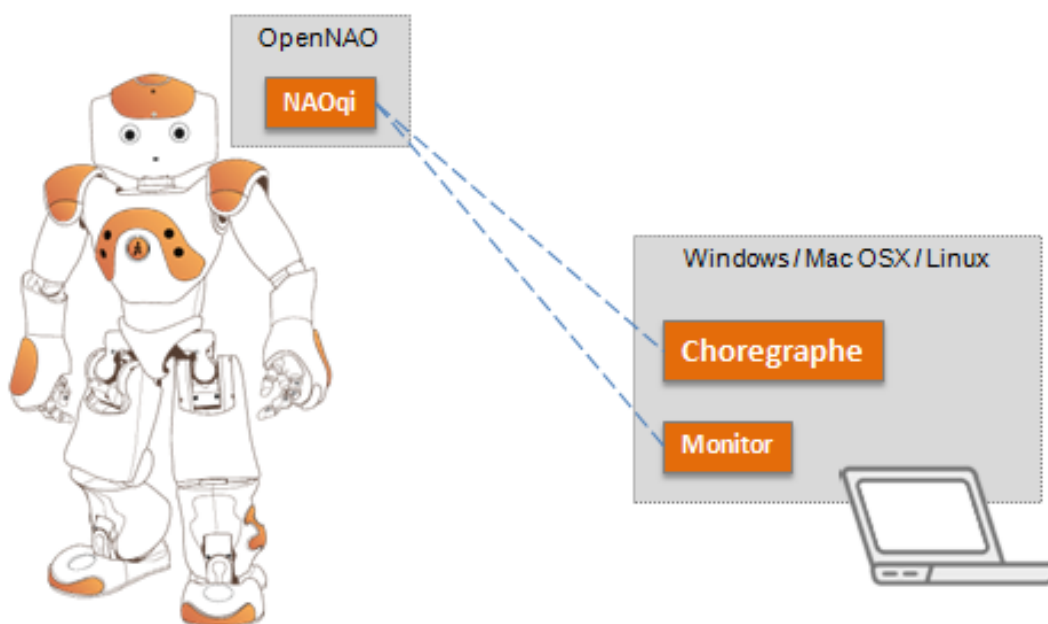 OpenNAO
NAOqi
Windows / Mac OSX / Linux
Choregraphe
Monitor